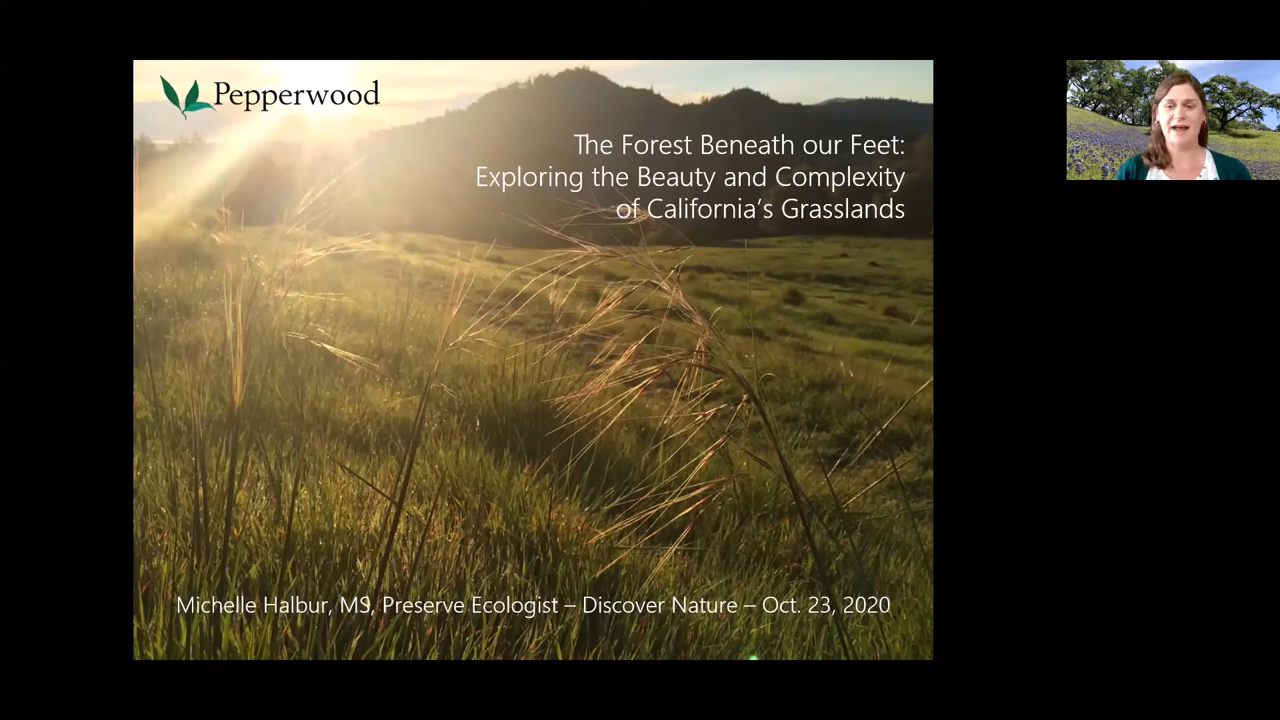 Pepperwood
The Forest Beneath our Feet:
Exploring the Beauty and Complexity
of California's Grasslands
Michelle Halbur, MS, Preserve Ecologist – Discover Nature – Oct. 23, 2020